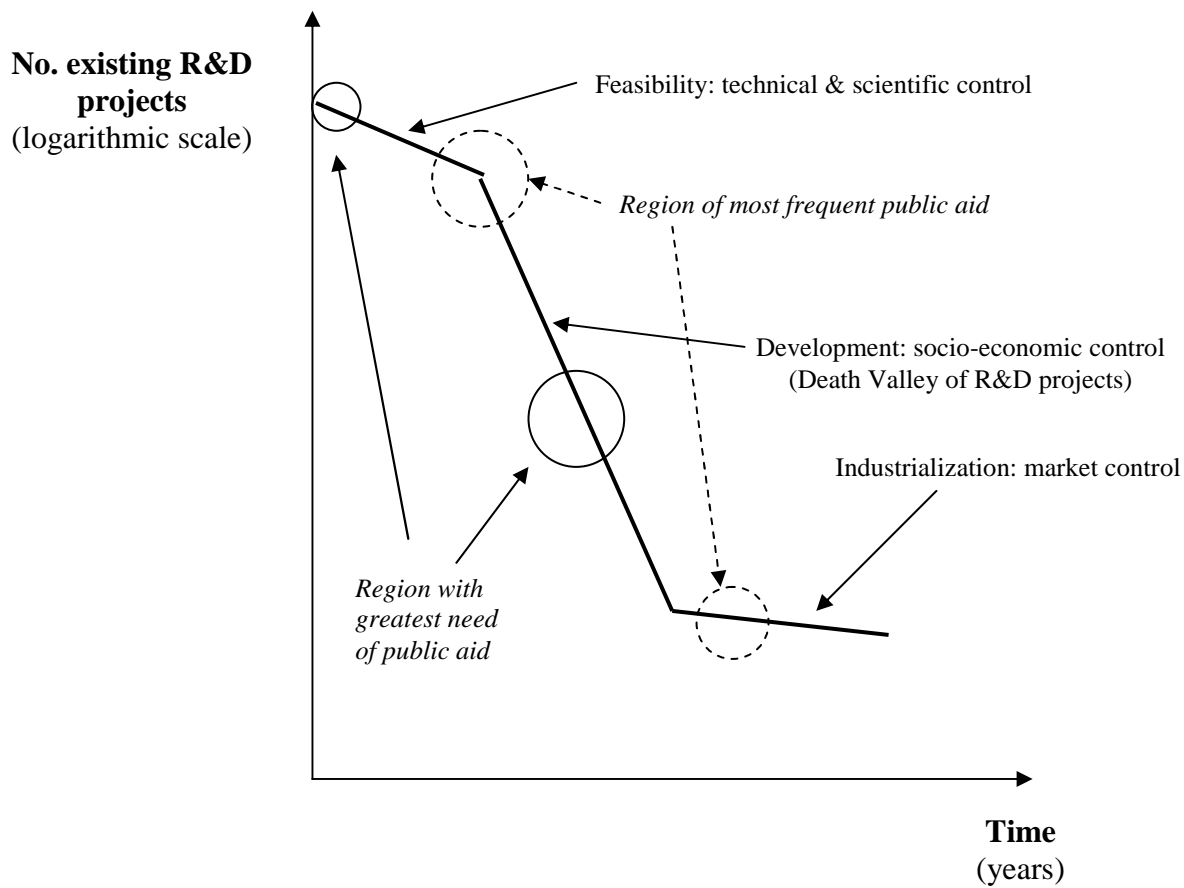 No. existing R&D
projects
(logarithmic scale)
Feasibility: technical & scientific control
Region of most frequent public aid
Development: socio-economic control
(Death Valley of R&D projects)
Industrialization: market control
Region with
greatest need
of public aid
Time
(years)